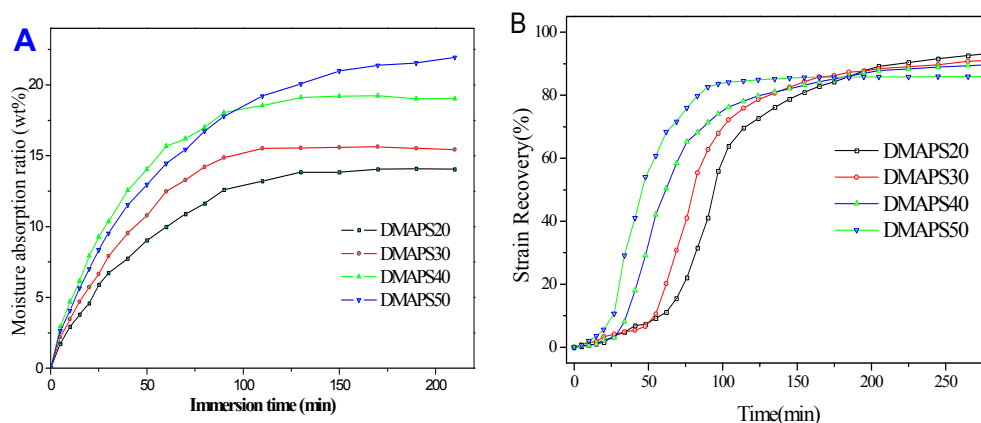 A
Moisture absorption ratio (wt%)
20
15
10
5
0
0 50 100 150 200
Immersion time (min)
DMAPS20
DMAPS30
DMAPS40
DMAPS50
B
Strain Recovery(%)
100
80
60
40
20
0
0 50 100 150 200 250
Time(min)
DMAPS20
DMAPS30
DMAPS40
DMAPS50